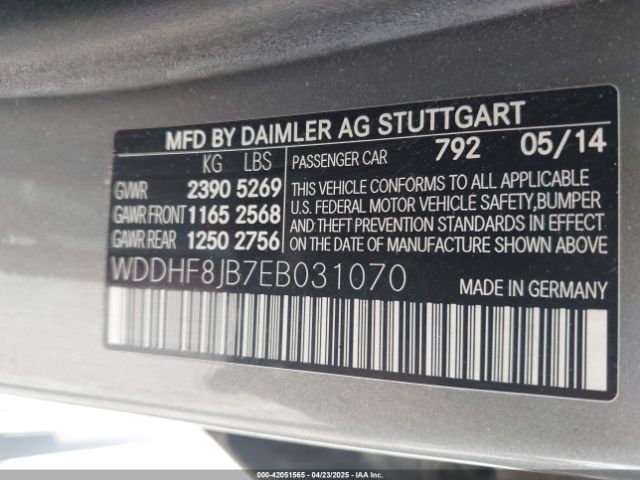 MFD BY DAIMLER AG STUTTGART
KG LBS
GVWR 2390 5269
GAWR FRONT 1165 2568
GAWR REAR 1250 2756
PASSENGER CAR 792 05/14
THIS VEHICLE CONFORMS TO ALL APPLICABLE
U.S. FEDERAL MOTOR VEHICLE SAFETY,BUMPER
AND THEFT PREVENTION STANDARDS IN EFFECT
ON THE DATE OF MANUFACTURE SHOWN ABOVE
WDDHF8JB7EB031070
MADE IN GERMANY
000-42051565 - 04/23/2025 - IAAI, Inc.